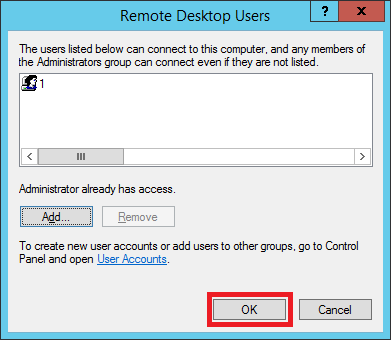 Remote Desktop Users
?
The users listed below can connect to this computer, and any members of
the Administrators group can connect even if they are not listed.
1
Administrator already has access.
Add...
Remove
To create new user accounts or add users to other groups, go to Control
Panel and open User Accounts.
OK
Cancel